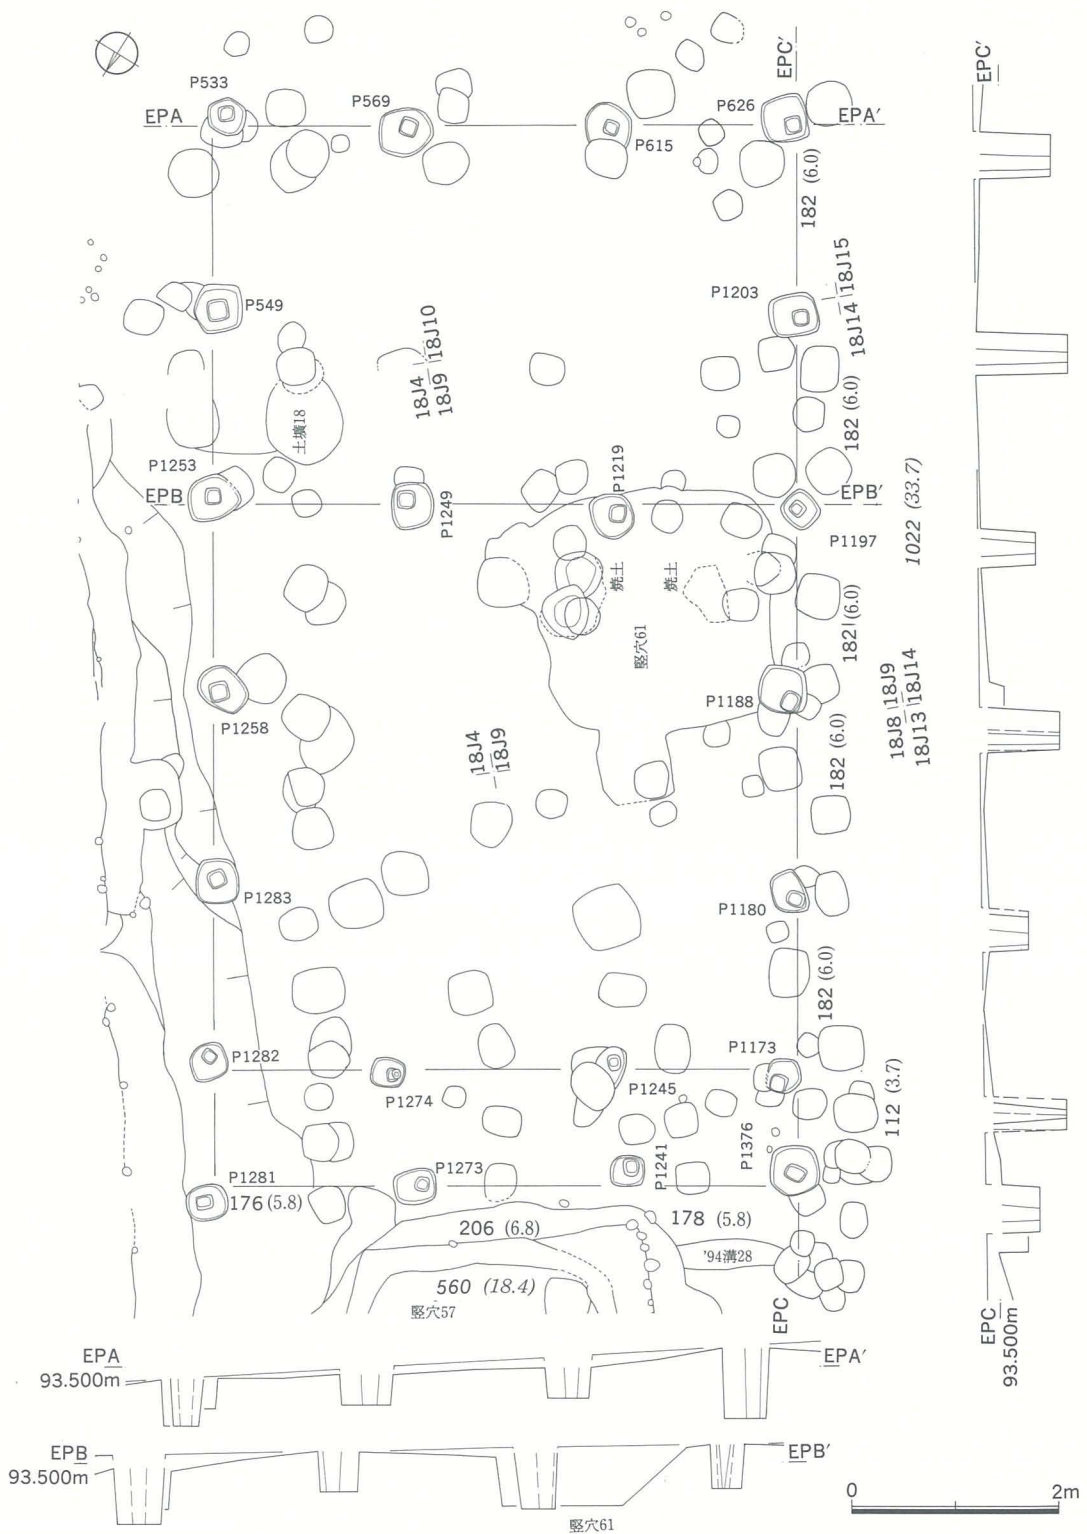 EPC′
EPC′
P533
P569
P626
EPA
EPA′
P615
182 (6.0)
P549
P1203
18J15
18J14
18J10
18J4
18J9
182 (6.0)
土壙18
P1253
P1219
EPB
EPB′
P1249
P1197
1022 (33.7)
焼土
焼土
182 (6.0)
竪穴61
P1258
P1188
18J9
18J14
18J8
18J13
18J4
18J9
182 (6.0)
P1283
P1180
182 (6.0)
P1282
P1173
P1274
P1245
112 (3.7)
P1376
P1281
P1273
P1241
176 (5.8)
206 (6.8)
178 (5.8)
'94溝28
560 (18.4)
竪穴57
EPC
EPC
93.500m
EPA
EPA′
93.500m
EPB
EPB′
93.500m
竪穴61
0
2m